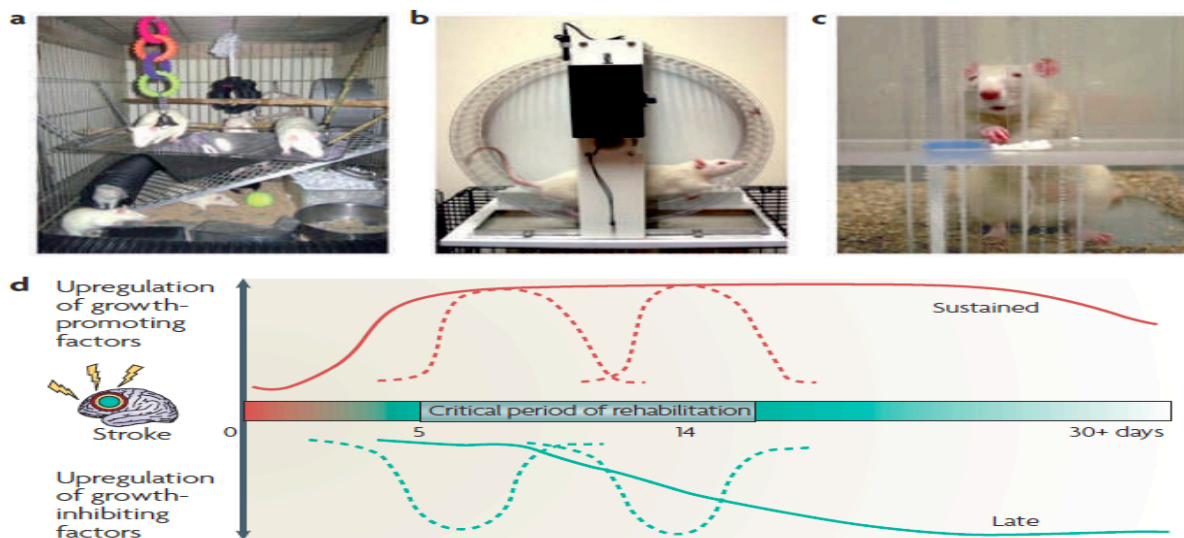 a
b
c
d
Upregulation
of growth-
promoting
factors
Sustained
Stroke
Critical period of rehabilitation
0
5
14
30+ days
Upregulation
of growth-
inhibiting
factors
Late